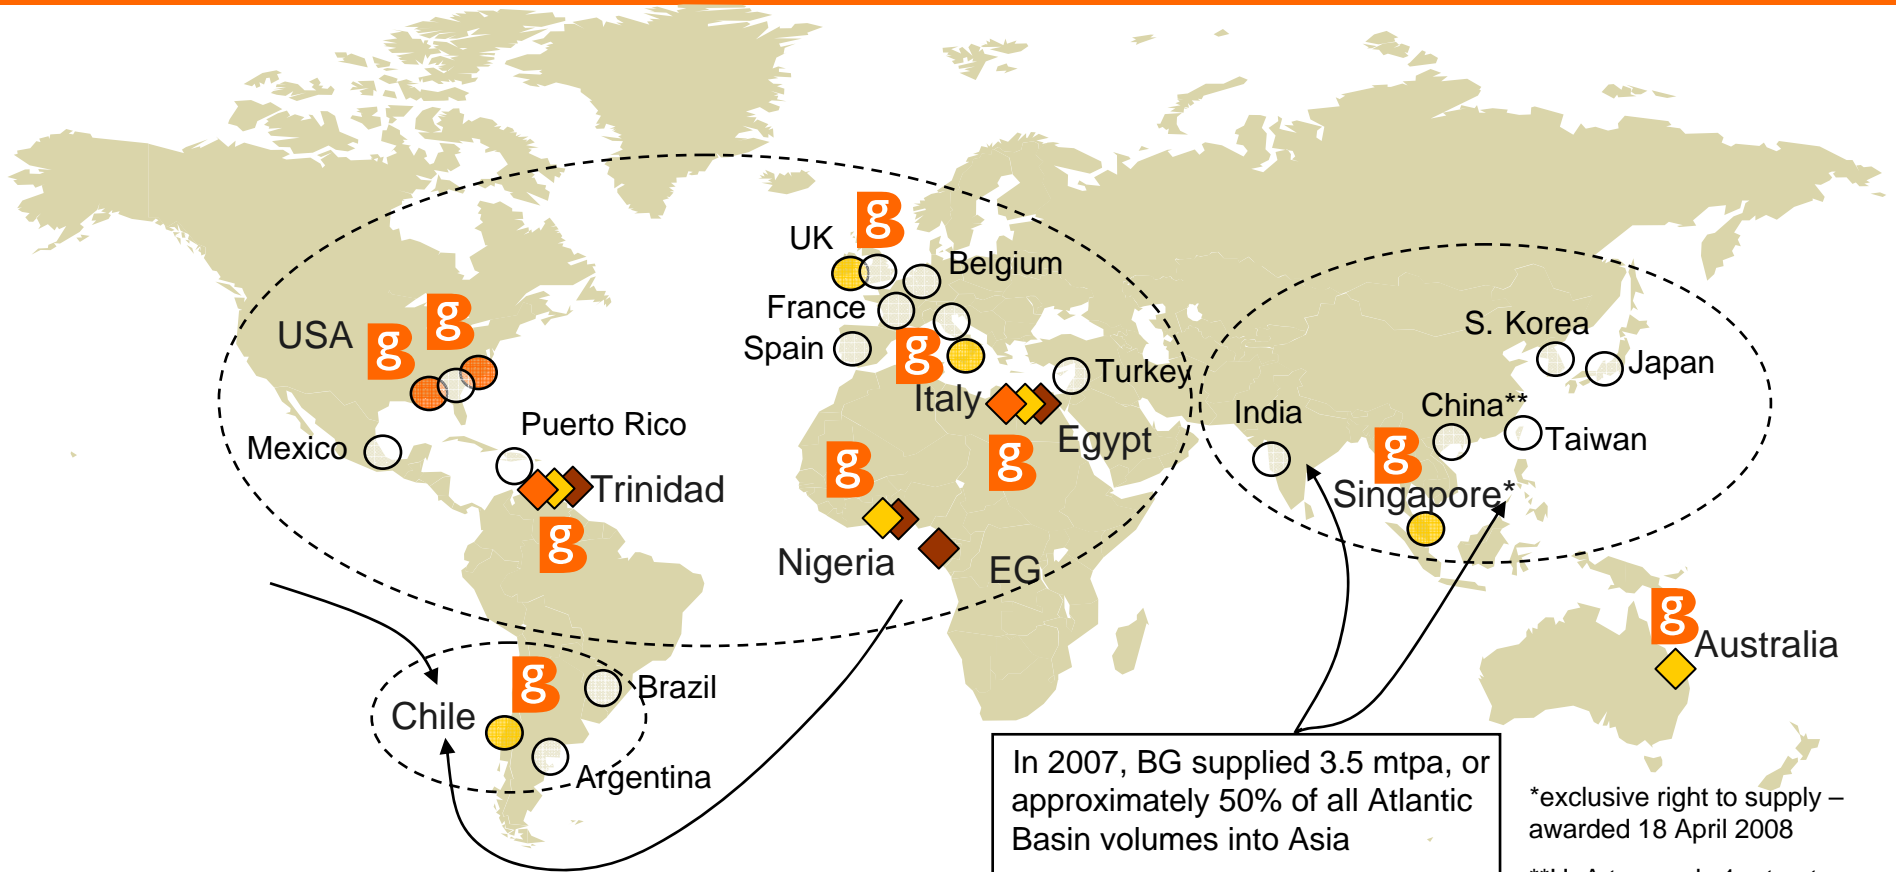 UK
Belgium
France
USA
S. Korea
Spain
Japan
Turkey
Italy
India
China**
Puerto Rico
Mexico
Egypt
Taiwan
Trinidad
Singapore*
Nigeria
EG
Australia
Brazil
Chile
Argentina
In 2007, BG supplied 3.5 mtpa, or
approximately 50% of all Atlantic
Basin volumes into Asia
*exclusive right to supply –
awarded 18 April 2008